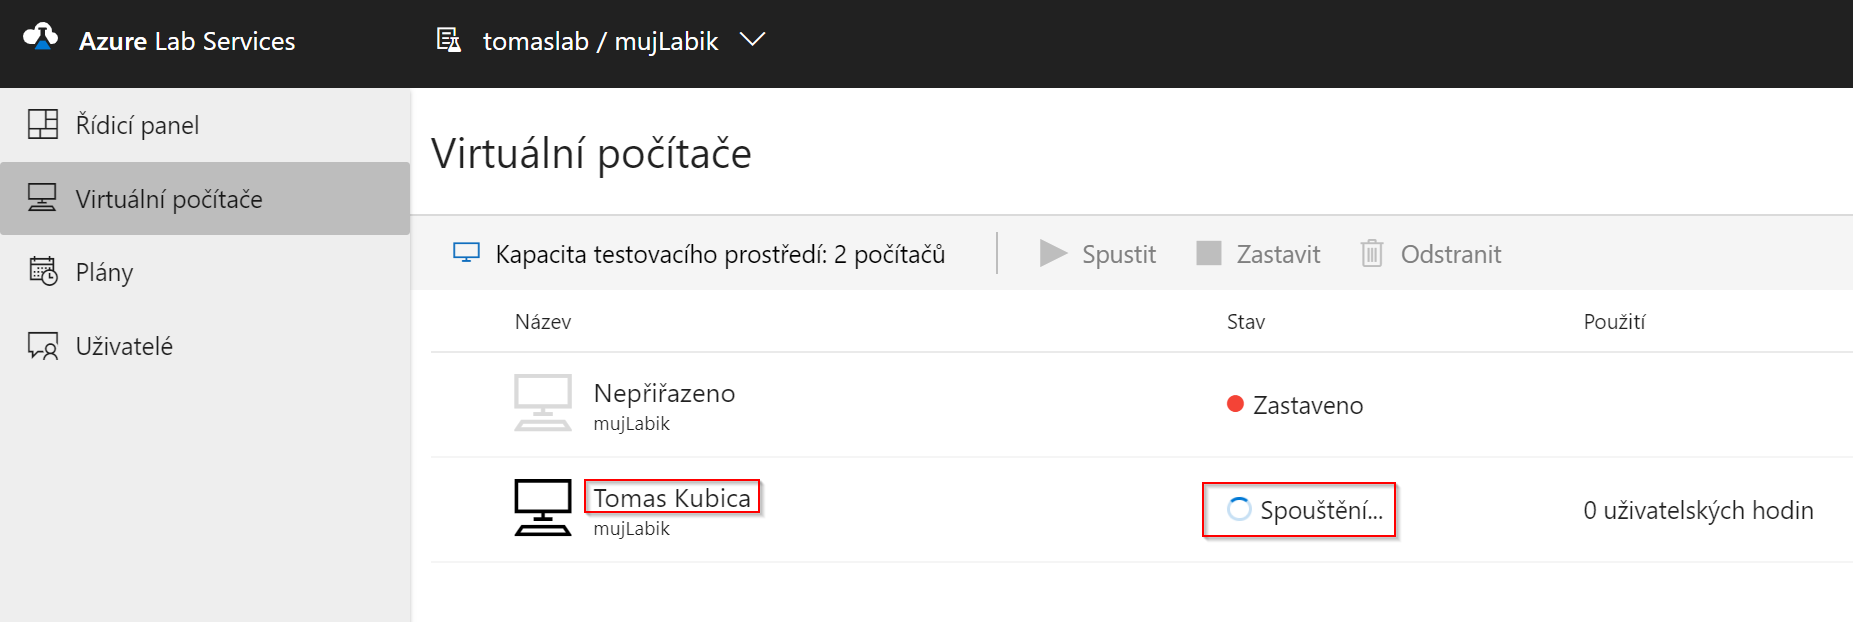 Azure Lab Services
tomaslab / mujLabik
Řídicí panel
Virtuální počítače
Plány
Uživatelé
Virtuální počítače
Kapacita testovacího prostředí: 2 počítačů
Spustit
Zastavit
Odstranit
Název Stav Použití
Nepřiřazeno
mujLabik
Zastaveno
Tomas Kubica
mujLabik
Spouštění...
0 uživatelských hodin